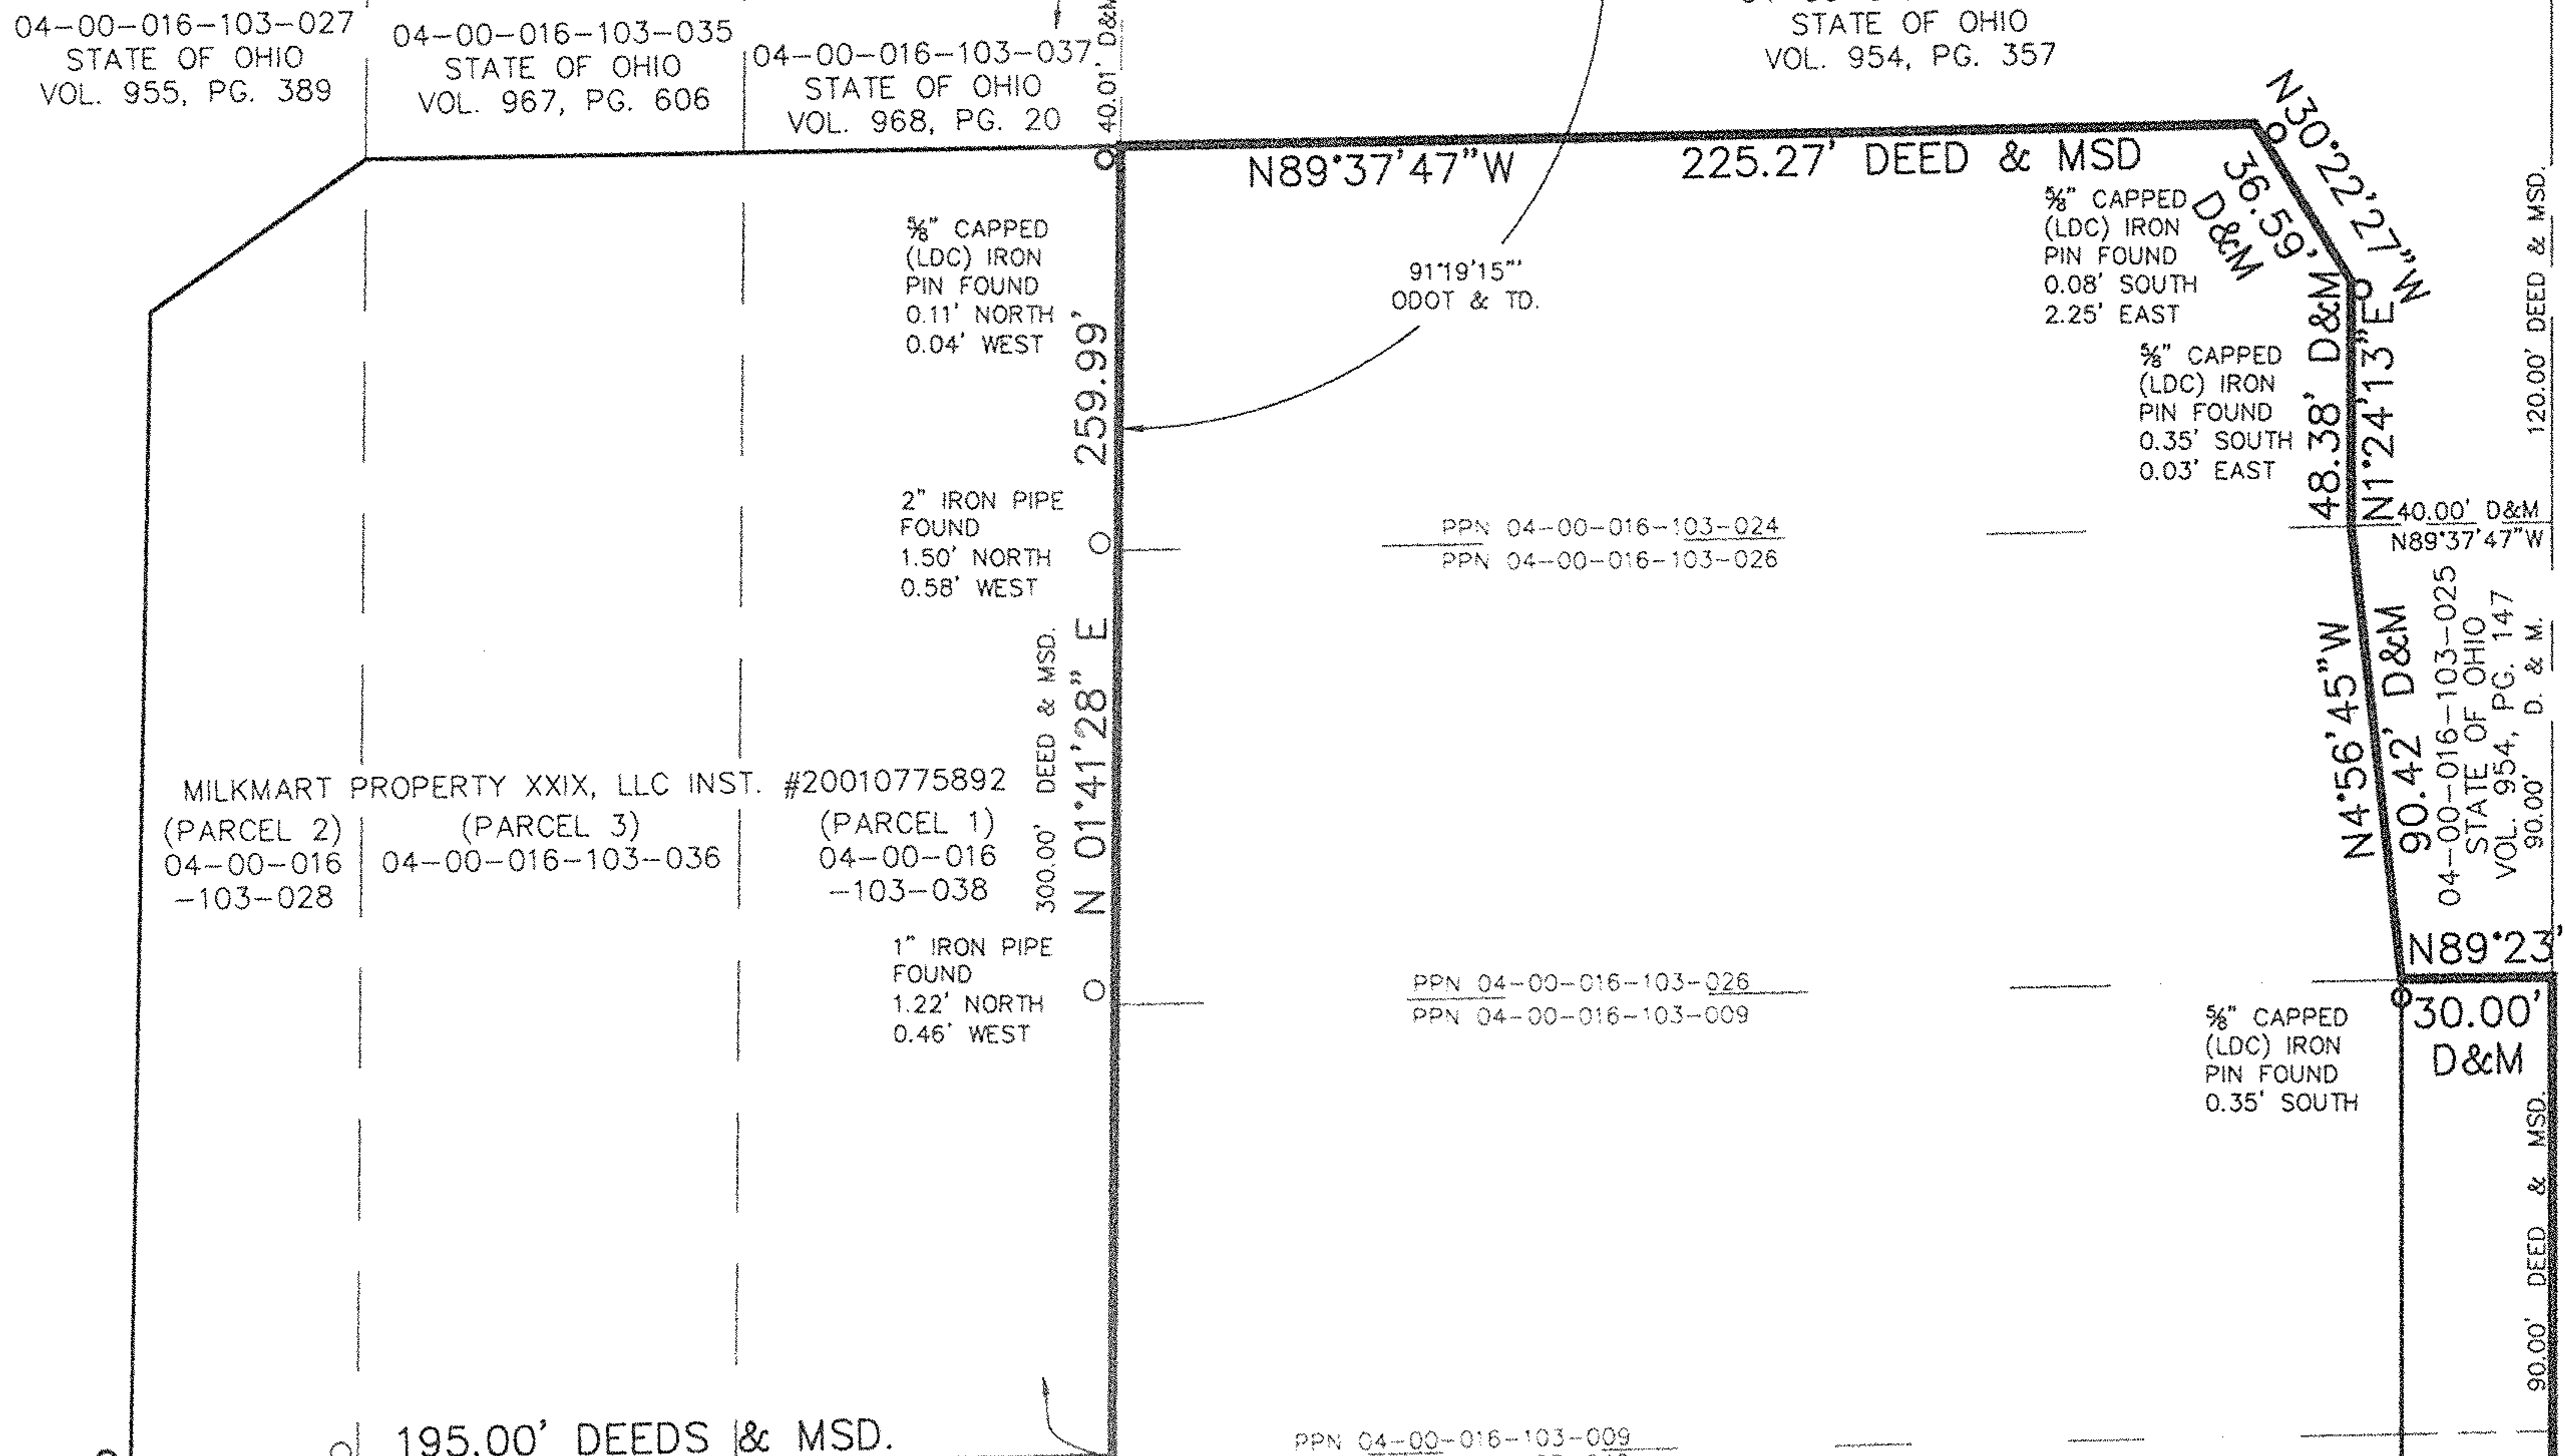 04-00-016-103-027
STATE OF OHIO
VOL. 955, PG. 389
04-00-016-103-035
STATE OF OHIO
VOL. 967, PG. 606
04-00-016-103-037
STATE OF OHIO
VOL. 968, PG. 20
40.01' D&M
STATE OF OHIO
VOL. 954, PG. 357
N89°37'47"W
225.27' DEED & MSD
N30°22'27"W
36.59'
D&M
120.00' DEED & MSD.
⅝" CAPPED
(LDC) IRON
PIN FOUND
0.11' NORTH
0.04' WEST
91°19'15"'
ODOT & TD.
⅝" CAPPED
(LDC) IRON
PIN FOUND
0.08' SOUTH
2.25' EAST
⅝" CAPPED
(LDC) IRON
PIN FOUND
0.35' SOUTH
0.03' EAST
48.38' D&M
N1°24'13"E
259.99'
N 01°41'28" E
300.00' DEED & MSD.
2" IRON PIPE
FOUND
1.50' NORTH
0.58' WEST
PPN 04-00-016-103-024
PPN 04-00-016-103-026
40.00' D&M
N89°37'47"W
N4°56'45"W
90.42' D&M
04-00-016-103-025
STATE OF OHIO
VOL. 954, PG. 147
90.00' D. & M.
MILKMART PROPERTY XXIX, LLC INST. #20010775892
(PARCEL 2)
04-00-016
-103-028
(PARCEL 3)
04-00-016-103-036
(PARCEL 1)
04-00-016
-103-038
1" IRON PIPE
FOUND
1.22' NORTH
0.46' WEST
PPN 04-00-016-103-026
PPN 04-00-016-103-009
N89°23'
30.00'
D&M
⅝" CAPPED
(LDC) IRON
PIN FOUND
0.35' SOUTH
90.00' DEED & MSD.
195.00' DEEDS & MSD.
PPN 04-00-016-103-009